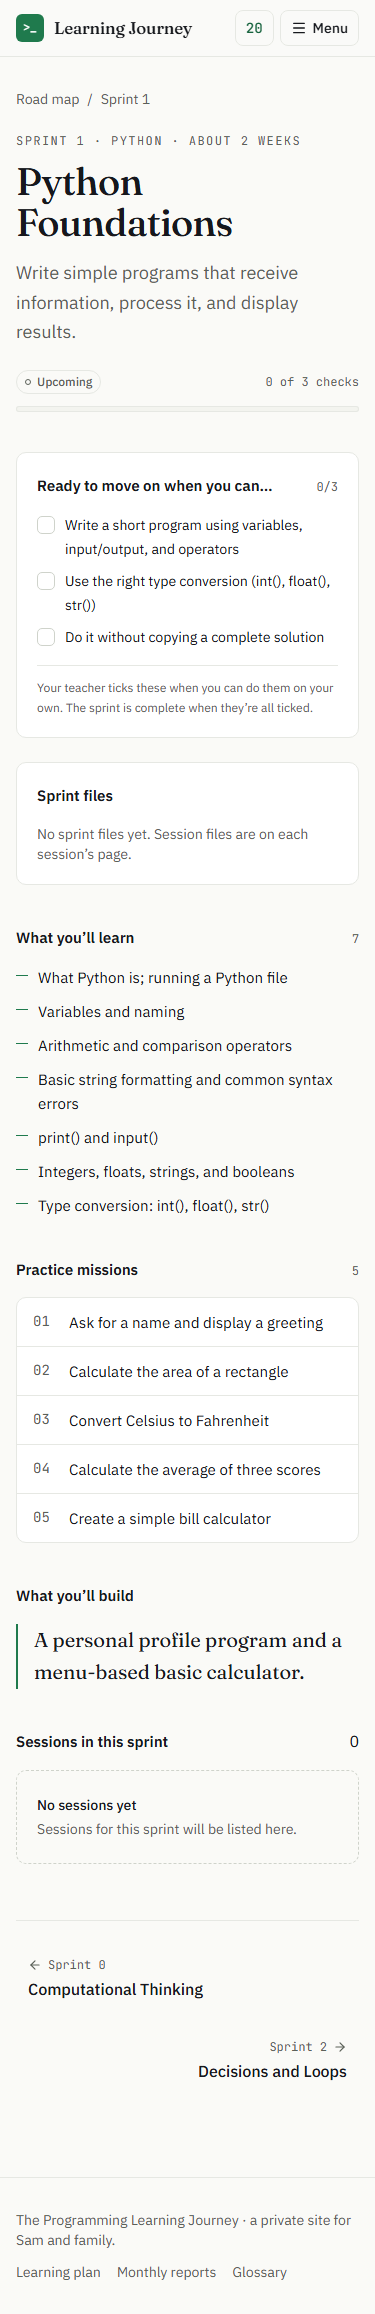 >_ Learning Journey 20 ☰ Menu
Road map / Sprint 1
SPRINT 1 · PYTHON · ABOUT 2 WEEKS
Python
Foundations
Write simple programs that receive
information, process it, and display
results.
Upcoming 0 of 3 checks
Ready to move on when you can… 0/3
Write a short program using variables,
input/output, and operators
Use the right type conversion (int(), float(),
str())
Do it without copying a complete solution
Your teacher ticks these when you can do them on your
own. The sprint is complete when they’re all ticked.
Sprint files
No sprint files yet. Session files are on each
session’s page.
What you’ll learn 7
— What Python is; running a Python file
— Variables and naming
— Arithmetic and comparison operators
— Basic string formatting and common syntax
errors
— print() and input()
— Integers, floats, strings, and booleans
— Type conversion: int(), float(), str()
Practice missions 5
01 Ask for a name and display a greeting
02 Calculate the area of a rectangle
03 Convert Celsius to Fahrenheit
04 Calculate the average of three scores
05 Create a simple bill calculator
What you’ll build
A personal profile program and a
menu-based basic calculator.
Sessions in this sprint 0
No sessions yet
Sessions for this sprint will be listed here.
← Sprint 0
Computational Thinking
Sprint 2 →
Decisions and Loops
The Programming Learning Journey · a private site for
Sam and family.
Learning plan Monthly reports Glossary